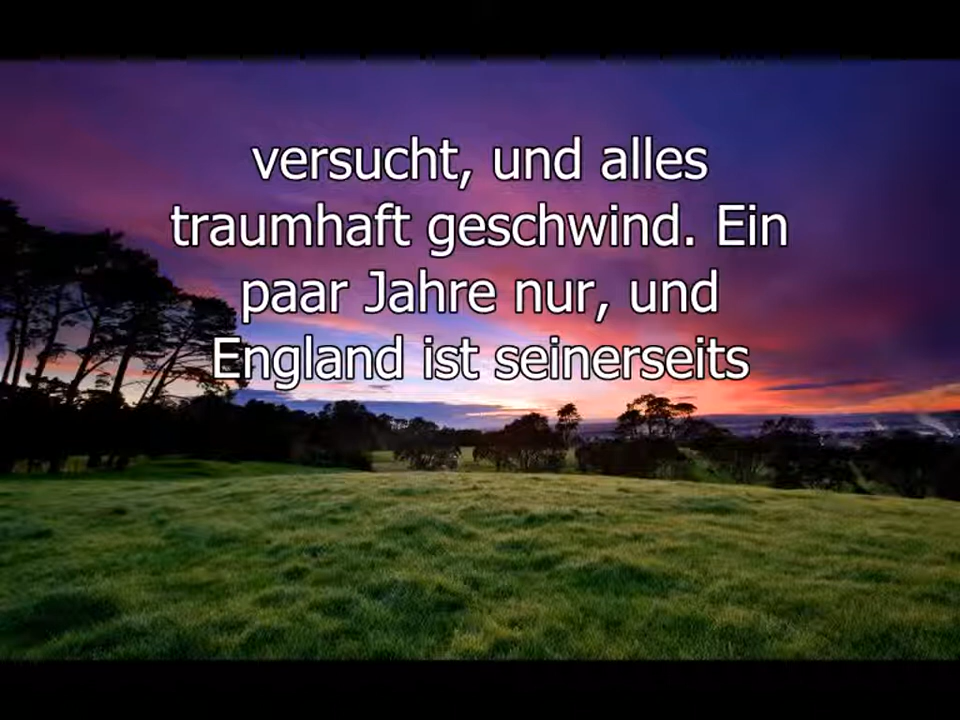 versucht, und alles
traumhaft geschwind. Ein
paar Jahre nur, und
England ist seinerseits